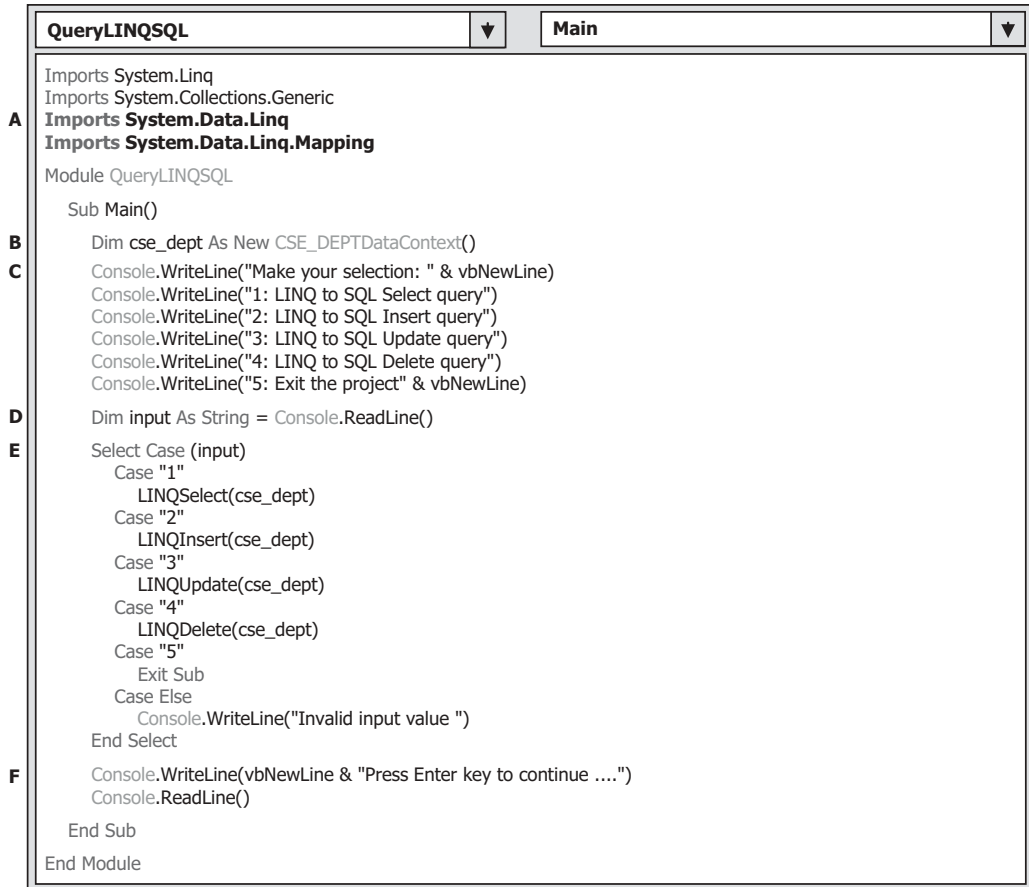 QueryLINQSQL Main
Imports System.Linq
Imports System.Collections.Generic
A Imports System.Data.Linq
Imports System.Data.Linq.Mapping
Module QueryLINQSQL
Sub Main()
B Dim cse_dept As New CSE_DEPTDataContext()
C Console.WriteLine("Make your selection: " & vbNewLine)
Console.WriteLine("1: LINQ to SQL Select query")
Console.WriteLine("2: LINQ to SQL Insert query")
Console.WriteLine("3: LINQ to SQL Update query")
Console.WriteLine("4: LINQ to SQL Delete query")
Console.WriteLine("5: Exit the project" & vbNewLine)
D Dim input As String = Console.ReadLine()
E Select Case (input)
Case "1"
LINQSelect(cse_dept)
Case "2"
LINQInsert(cse_dept)
Case "3"
LINQUpdate(cse_dept)
Case "4"
LINQDelete(cse_dept)
Case "5"
Exit Sub
Case Else
Console.WriteLine("Invalid input value ")
End Select
F Console.WriteLine(vbNewLine & "Press Enter key to continue ....")
Console.ReadLine()
End Sub
End Module